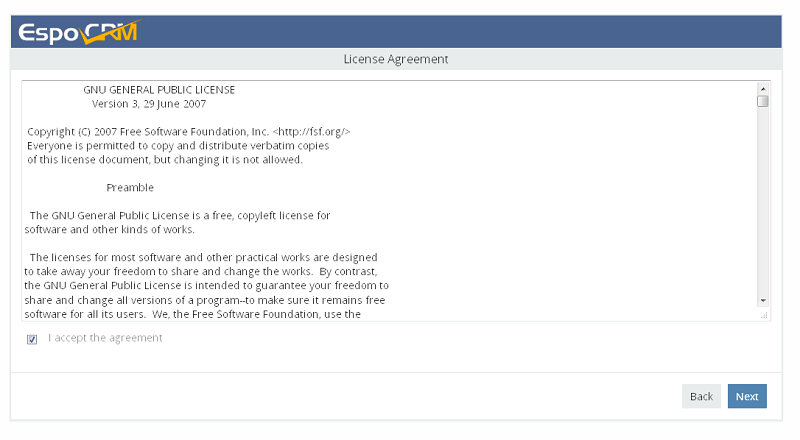 EspoCRM
License Agreement
GNU GENERAL PUBLIC LICENSE
Version 3, 29 June 2007
Copyright (C) 2007 Free Software Foundation, Inc. <http://fsf.org/>
Everyone is permitted to copy and distribute verbatim copies
of this license document, but changing it is not allowed.
Preamble
The GNU General Public License is a free, copyleft license for
software and other kinds of works.
The licenses for most software and other practical works are designed
to take away your freedom to share and change the works.  By contrast,
the GNU General Public License is intended to guarantee your freedom to
share and change all versions of a program--to make sure it remains free
software for all its users.  We, the Free Software Foundation, use the
I accept the agreement
Back
Next